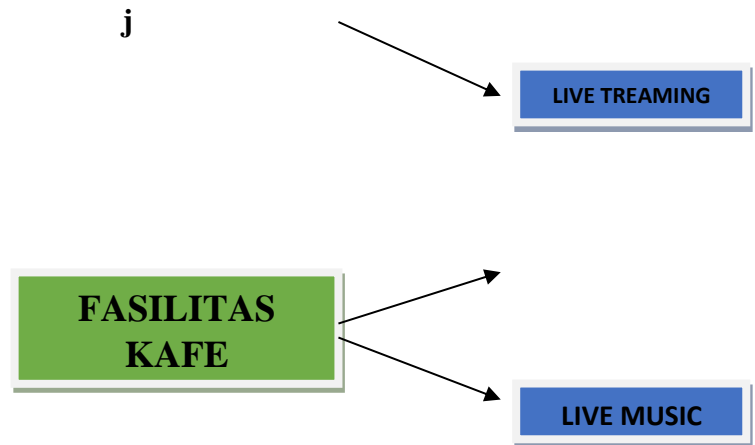 j
LIVE TREAMING
FASILITAS
KAFE
LIVE MUSIC